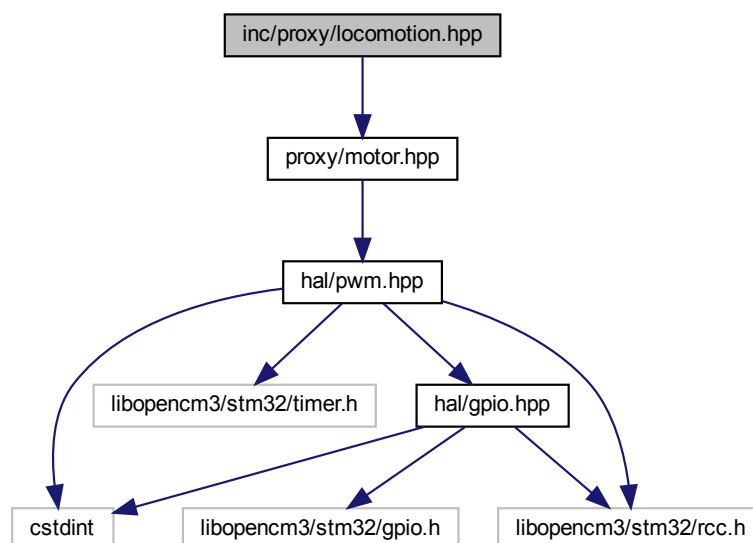 inc/proxy/locomotion.hpp
proxy/motor.hpp
hal/pwm.hpp
libopencm3/stm32/timer.h
hal/gpio.hpp
cstdint
libopencm3/stm32/gpio.h
libopencm3/stm32/rcc.h